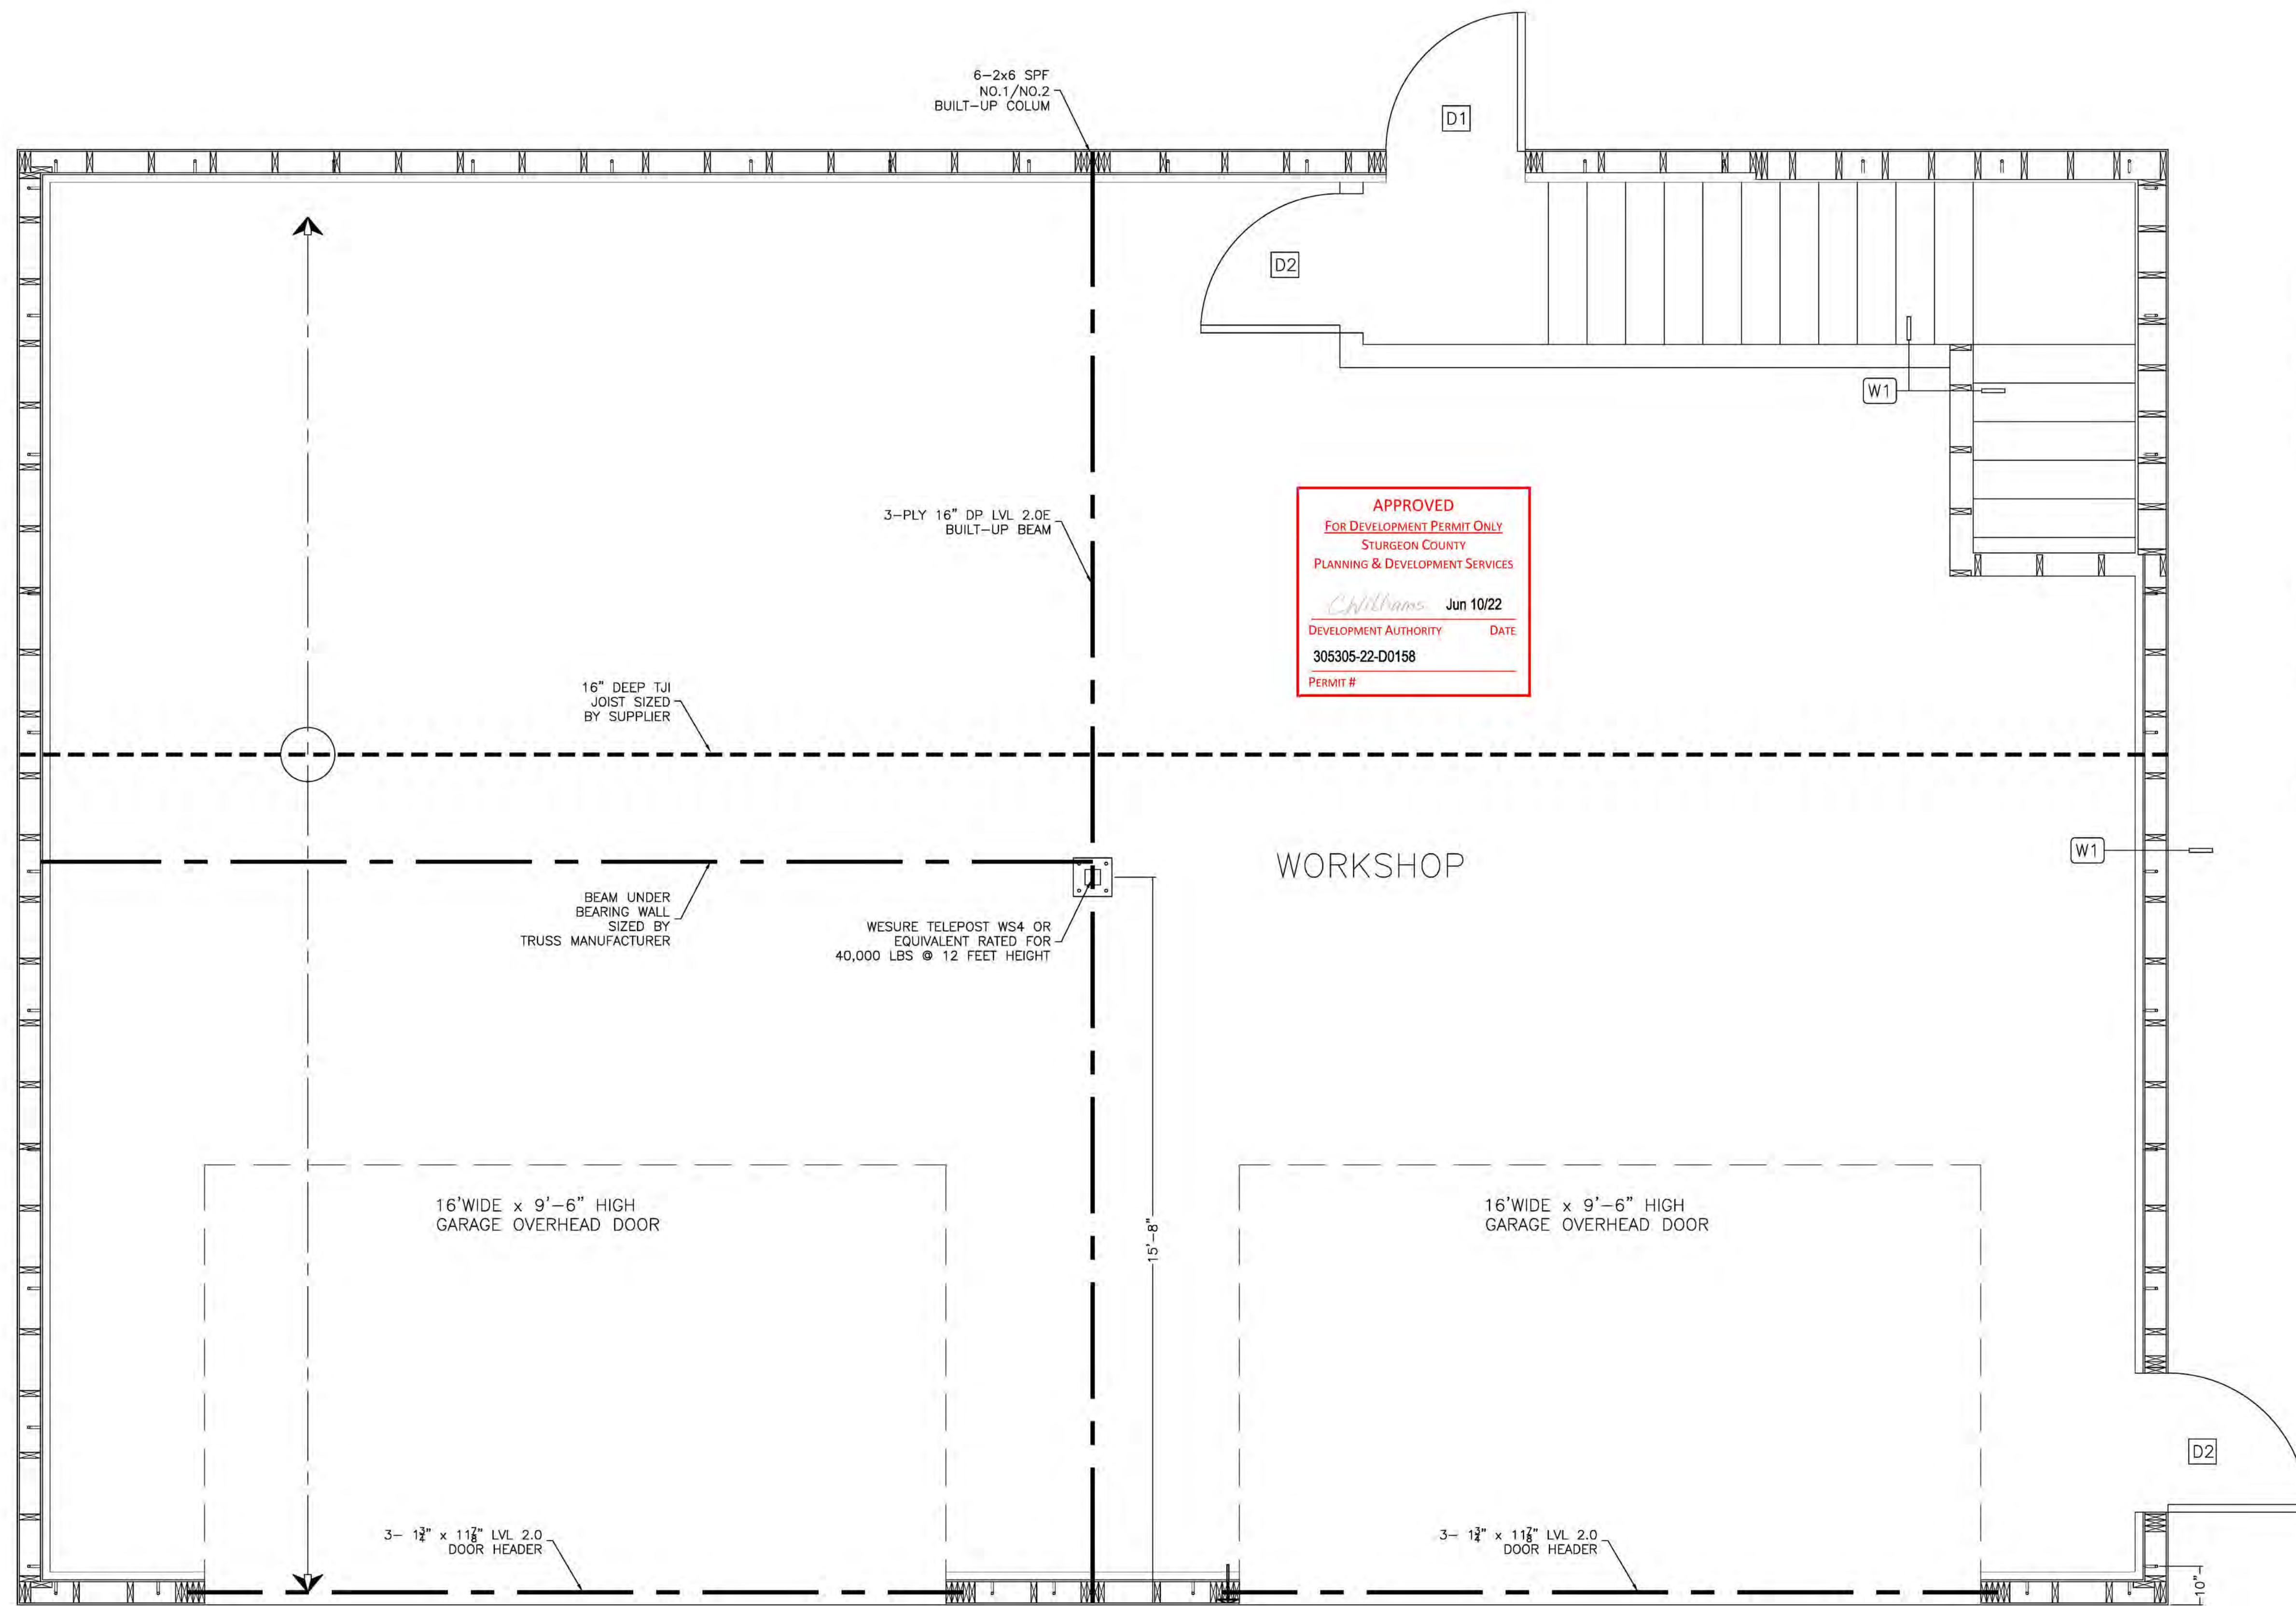 6-2x6 SPF
NO.1/NO.2
BUILT-UP COLUM
D1
D2
W1
3-PLY 16" DP LVL 2.0E
BUILT-UP BEAM
APPROVED
FOR DEVELOPMENT PERMIT ONLY
STURGEON COUNTY
PLANNING & DEVELOPMENT SERVICES
CWilliams Jun 10/22
DEVELOPMENT AUTHORITY DATE
305305-22-D0158
PERMIT #
16" DEEP TJI
JOIST SIZED
BY SUPPLIER
WORKSHOP
W1
BEAM UNDER
BEARING WALL
SIZED BY
TRUSS MANUFACTURER
WESURE TELEPOST WS4 OR
EQUIVALENT RATED FOR
40,000 LBS @ 12 FEET HEIGHT
16'WIDE x 9'-6" HIGH
GARAGE OVERHEAD DOOR
15'-8"
16'WIDE x 9'-6" HIGH
GARAGE OVERHEAD DOOR
D2
3- 1¾" x 11⅞" LVL 2.0
DOOR HEADER
3- 1¾" x 11⅞" LVL 2.0
DOOR HEADER
10"